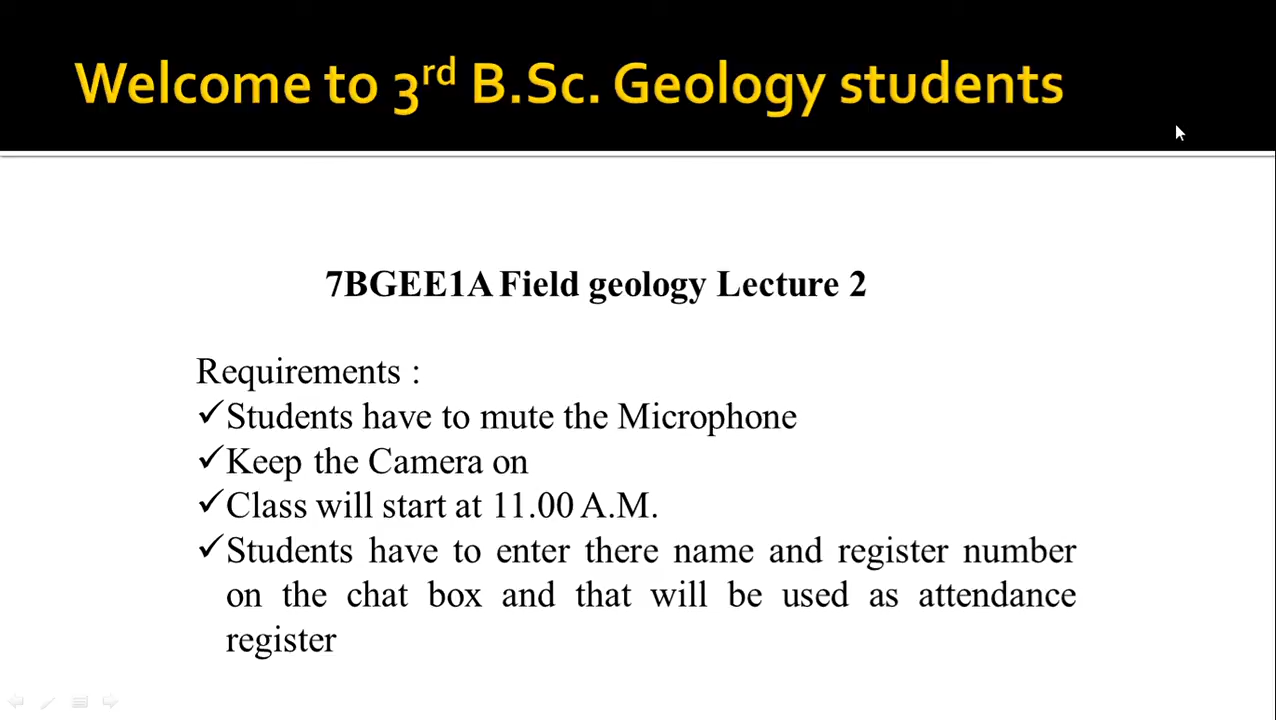 Welcome to 3rd B.Sc. Geology students
7BGEE1A Field geology Lecture 2
Requirements :
✓Students have to mute the Microphone
✓Keep the Camera on
✓Class will start at 11.00 A.M.
✓Students have to enter there name and register number
on the chat box and that will be used as attendance
register